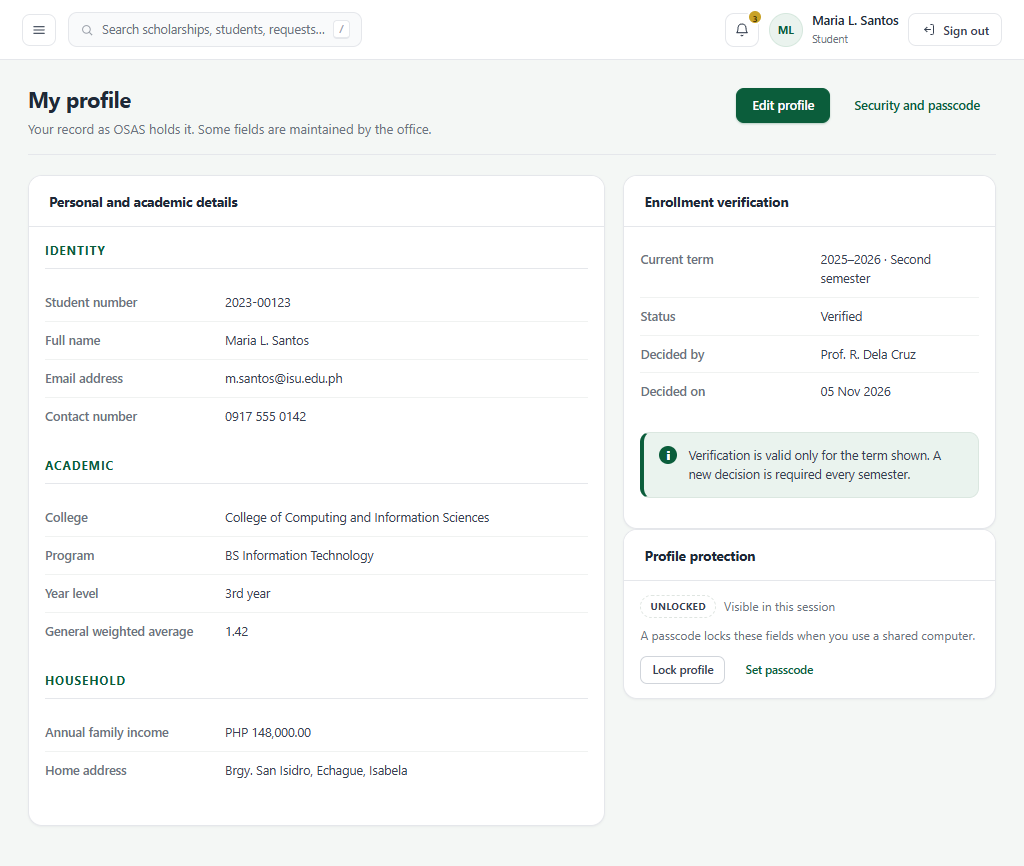 Search scholarships, students, requests... /
3
ML
Maria L. Santos
Student
Sign out
My profile
Your record as OSAS holds it. Some fields are maintained by the office.
Edit profile
Security and passcode
Personal and academic details
IDENTITY
Student number 2023-00123
Full name Maria L. Santos
Email address m.santos@isu.edu.ph
Contact number 0917 555 0142
ACADEMIC
College College of Computing and Information Sciences
Program BS Information Technology
Year level 3rd year
General weighted average 1.42
HOUSEHOLD
Annual family income PHP 148,000.00
Home address Brgy. San Isidro, Echague, Isabela
Enrollment verification
Current term 2025–2026 · Second
semester
Status Verified
Decided by Prof. R. Dela Cruz
Decided on 05 Nov 2026
Verification is valid only for the term shown. A
new decision is required every semester.
Profile protection
UNLOCKED Visible in this session
A passcode locks these fields when you use a shared computer.
Lock profile Set passcode